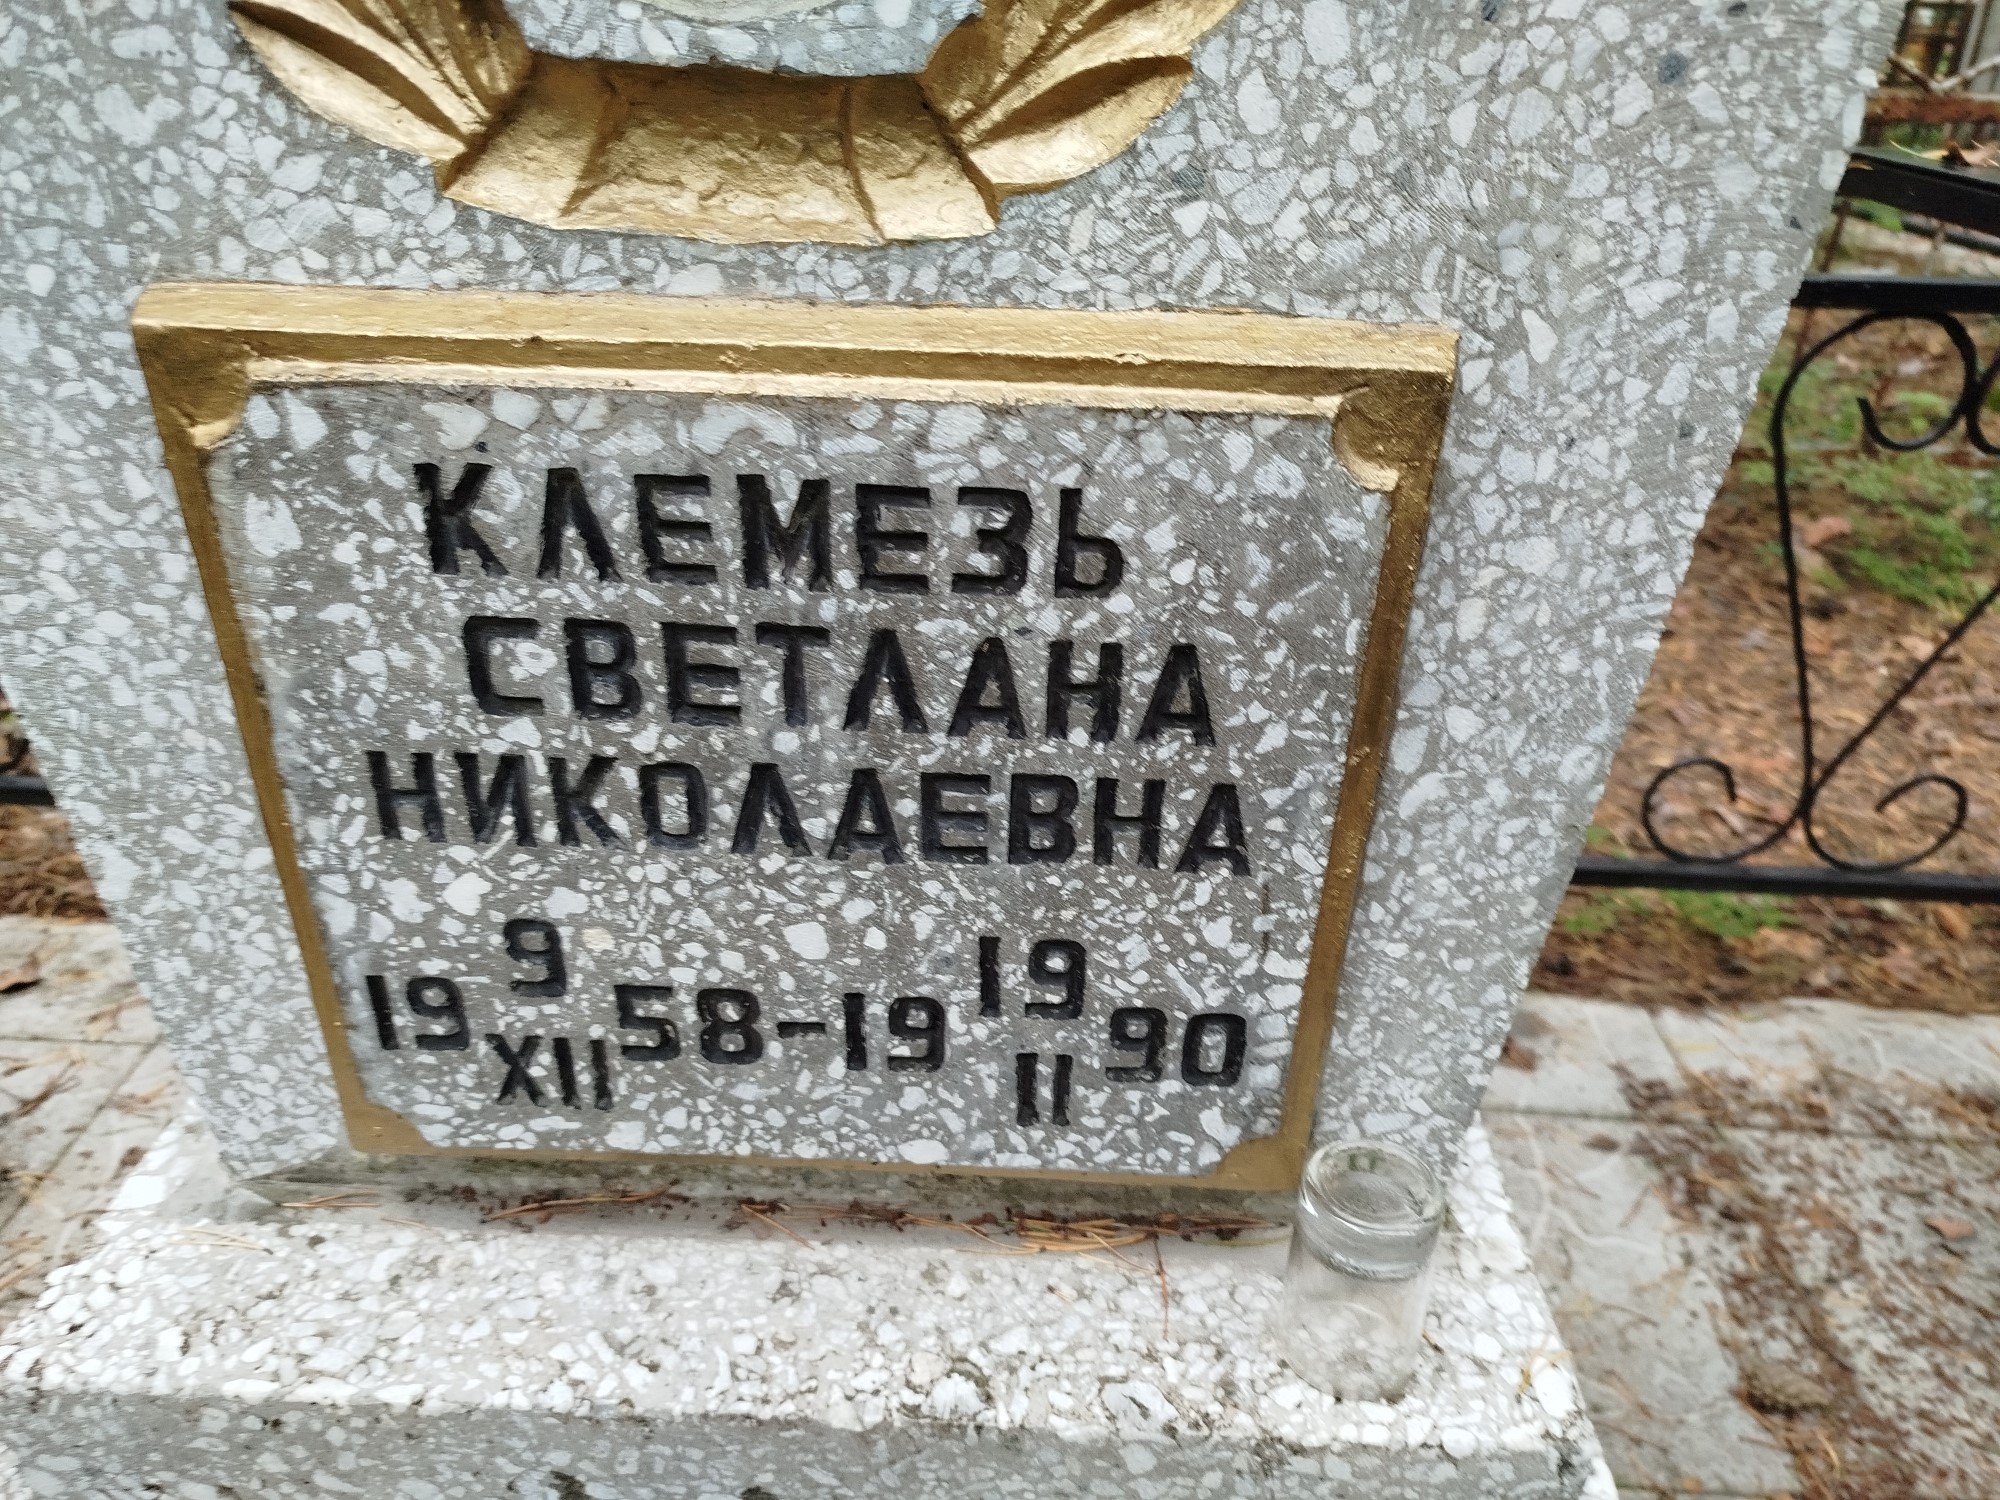 КЛЕМЕЗЬ
СВЕТЛАНА
НИКОЛАЕВНА
19 9 XII 58-19 19 II 90